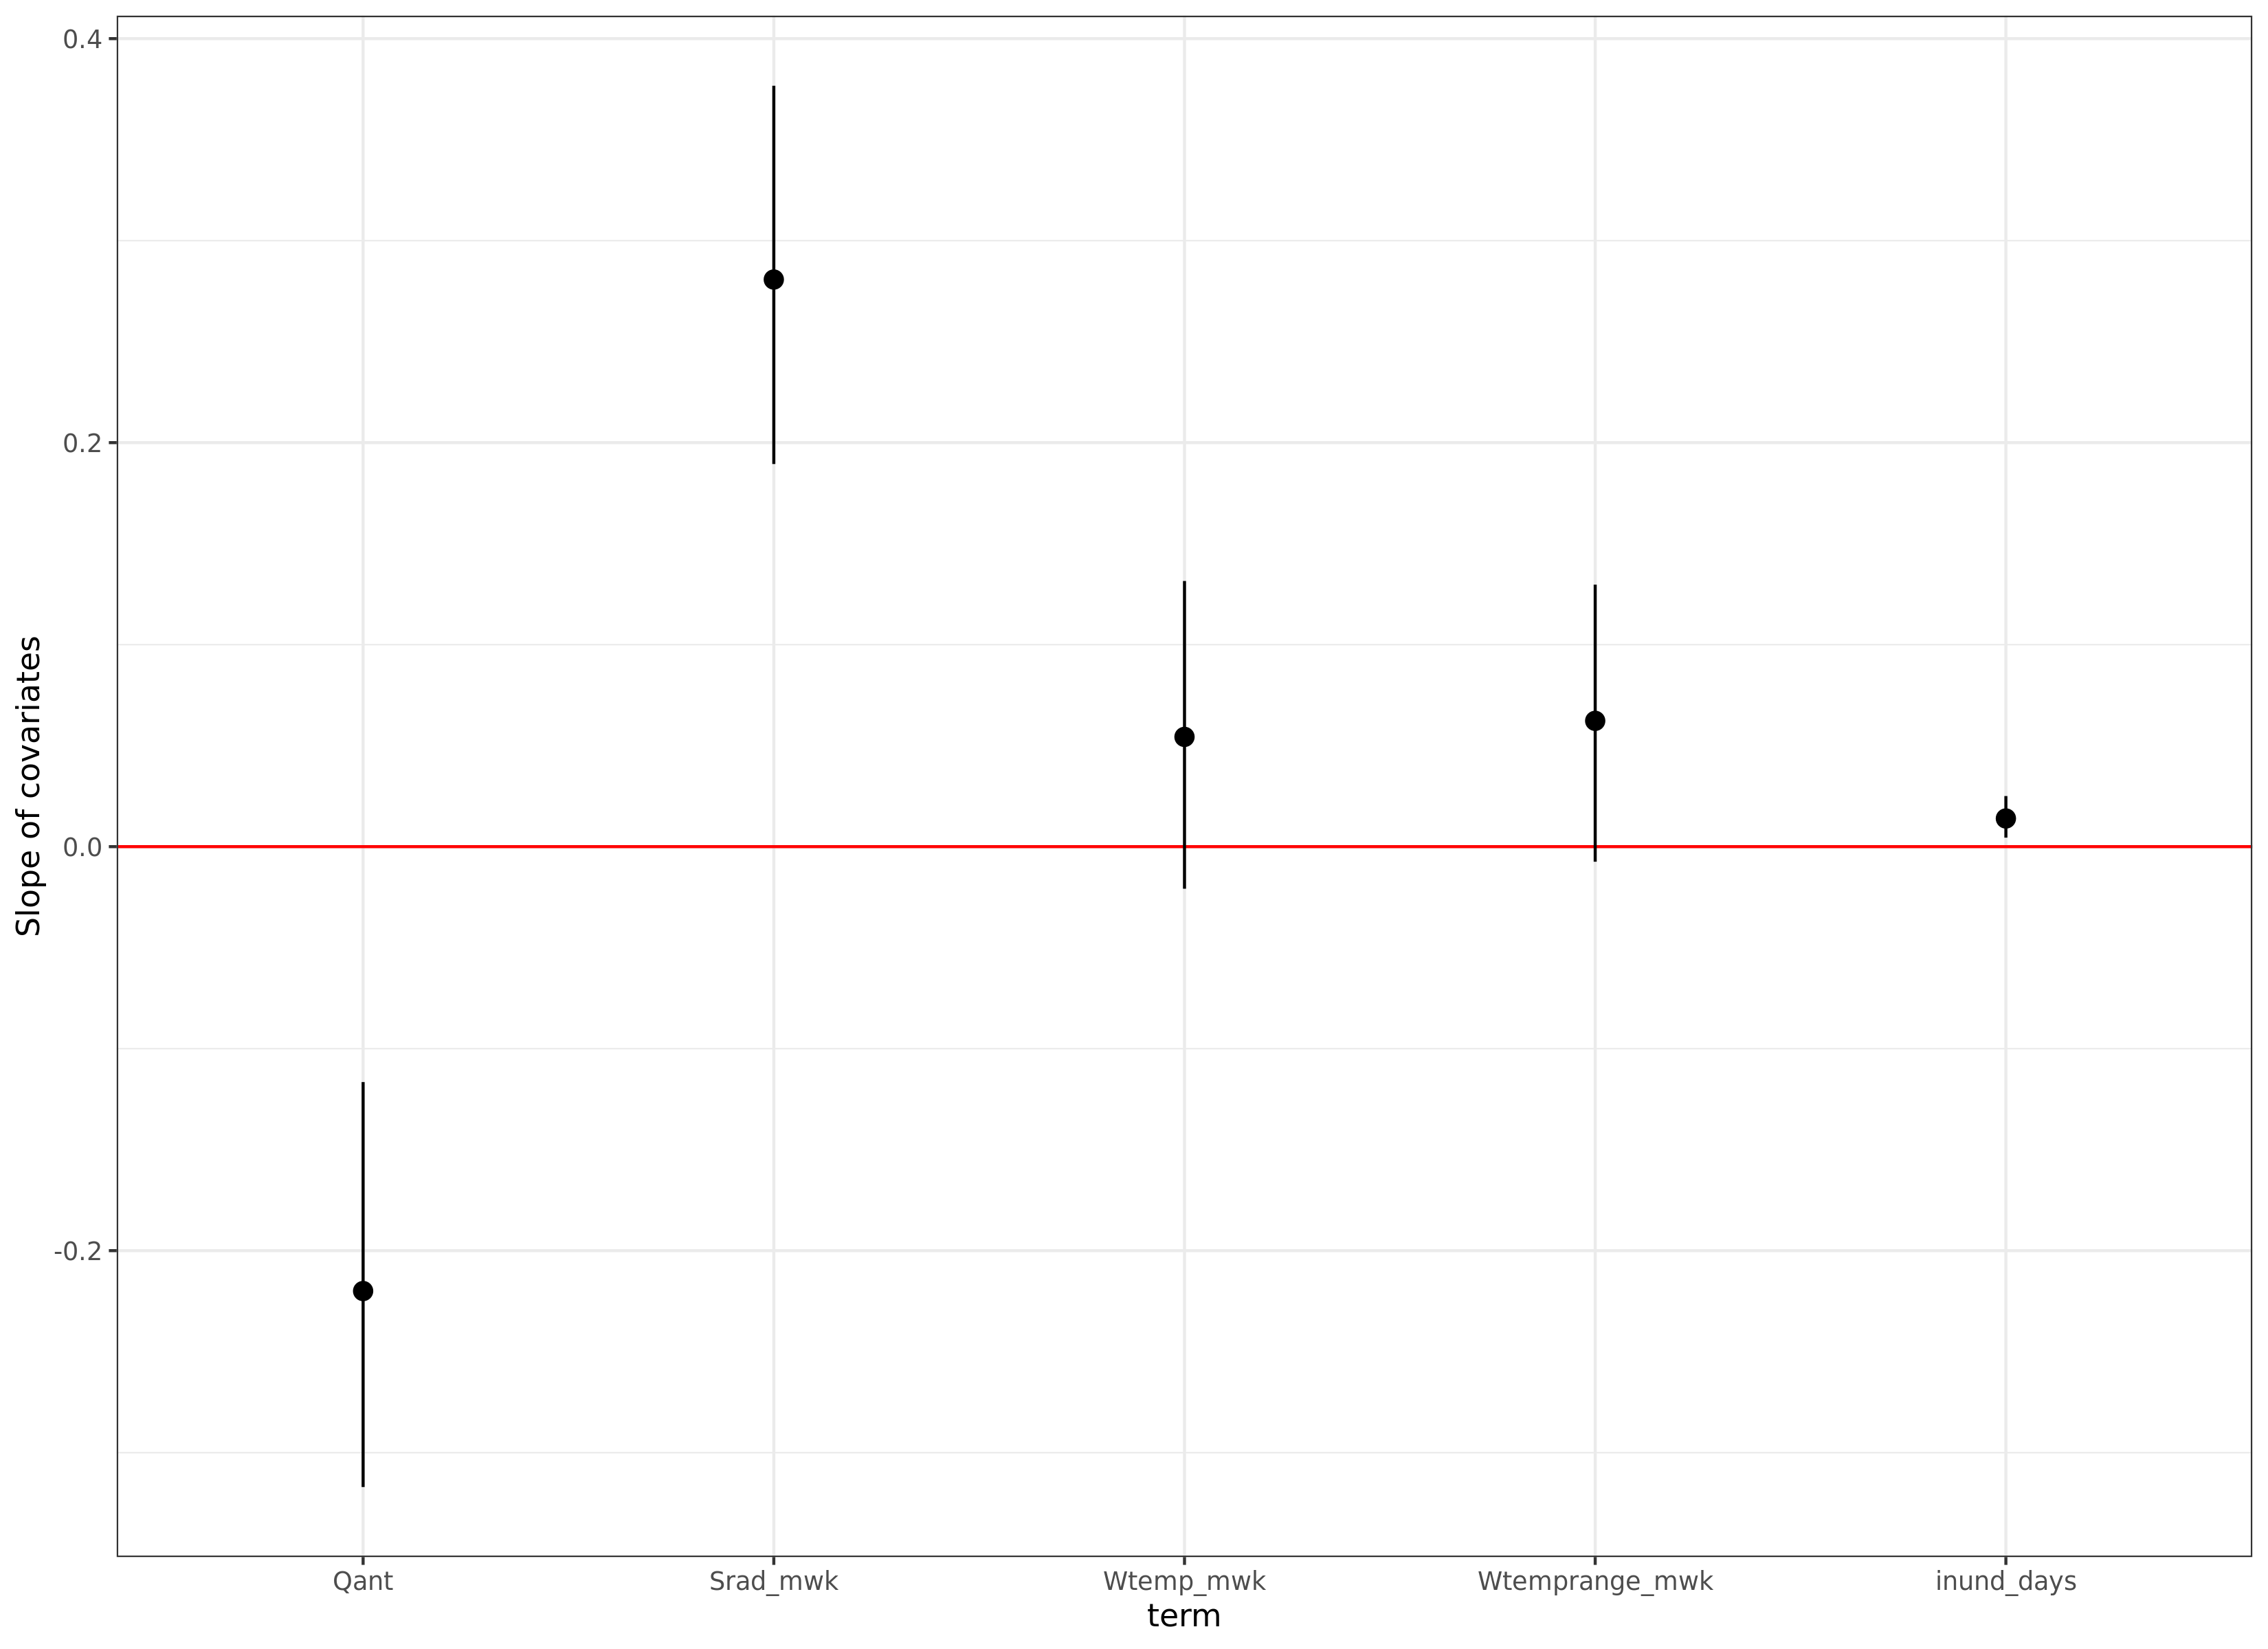 Slope of covariates
0.4
0.2
0.0
-0.2
Qant Srad_mwk Wtemp_mwk Wtemprange_mwk inund_days
term